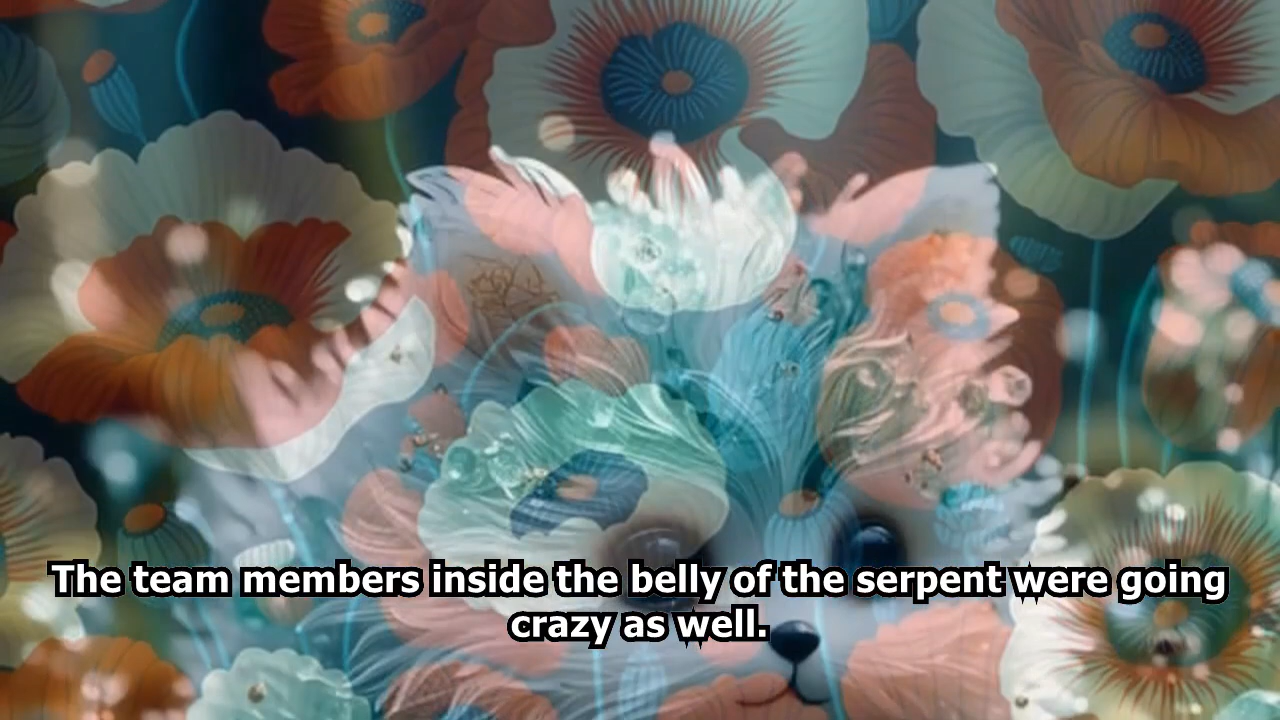 The team members inside the belly of the serpent were going
crazy as well.